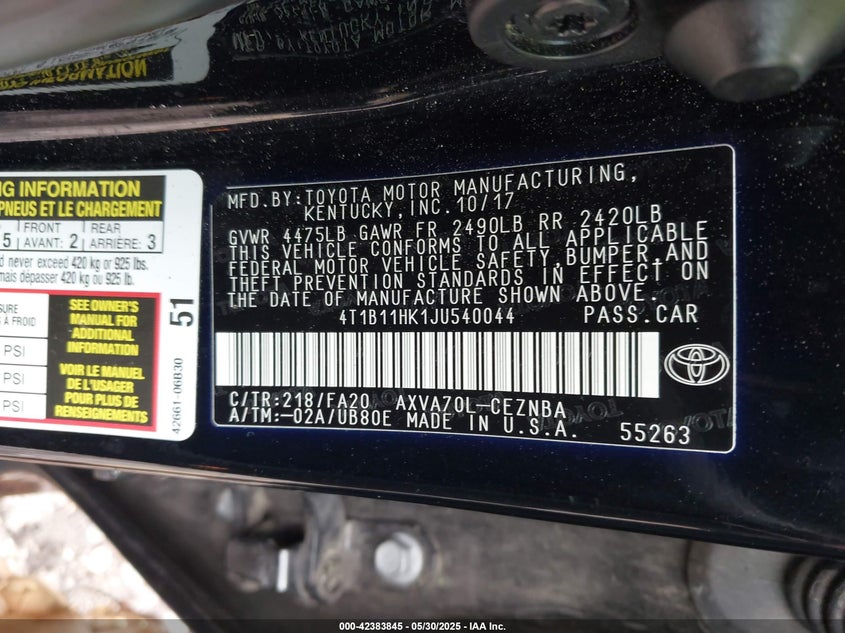 NG INFORMATION
PNEUS ET LE CHARGEMENT
5 FRONT AVANT: 2 REAR ARRIÈRE: 3
d never exceed 420 kg or 925 lbs.
mais dépasser 420 kg ou 925 lb.
SURE
S A FROID
PSI
PSI
PSI
SEE OWNER'S
MANUAL FOR
ADDITIONAL
INFORMATION
VOIR LE MANUEL
DE L'USAGER
POUR PLUS DE
RENSEIGNEMENTS
51
42661-06B30
MFD.BY:TOYOTA MOTOR MANUFACTURING,
KENTUCKY,INC.10/17
GVWR 4475LB GAWR FR 2490LB RR 2420LB
THIS VEHICLE CONFORMS TO ALL APPLICABLE
FEDERAL MOTOR VEHICLE SAFETY,BUMPER,AND
THEFT PREVENTION STANDARDS IN EFFECT ON
THE DATE OF MANUFACTURE SHOWN ABOVE.
4T1B11HK1JU540044 PASS.CAR
C/TR:218/FA20 AXVA70L-CEZNBA
A/TM:-02A/UB80E MADE IN U.S.A. 55263
000-42383845 - 05/30/2025 - IAA Inc.